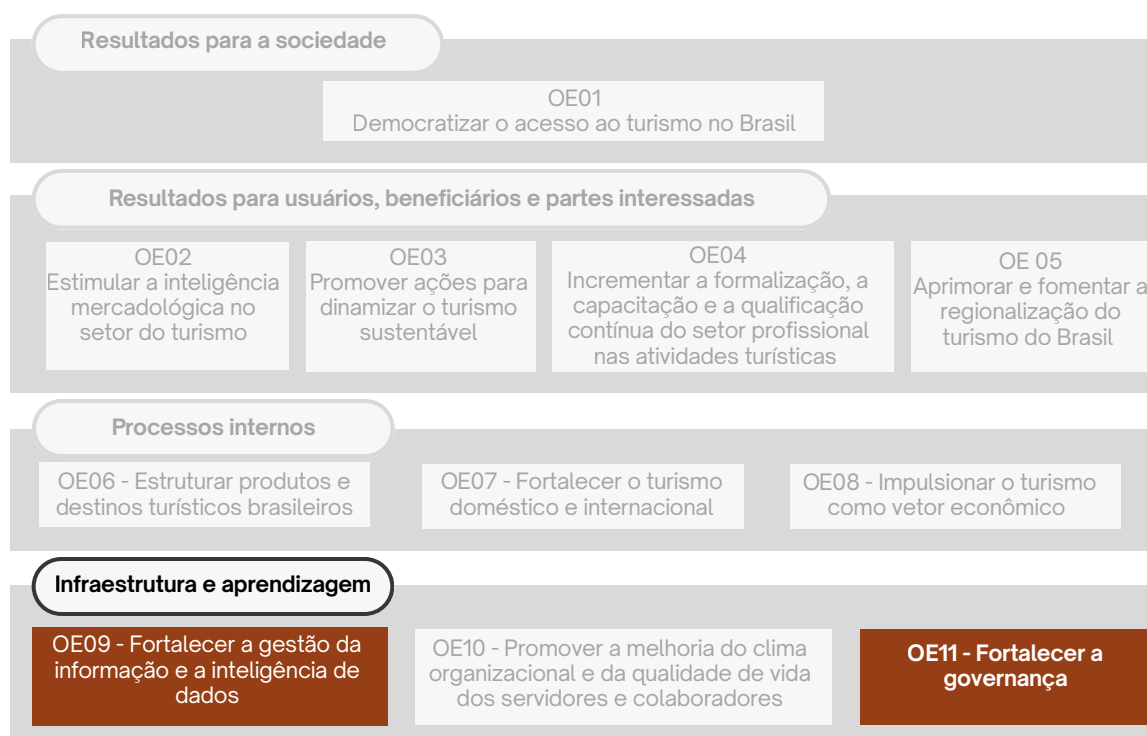 Resultados para a sociedade
OE01
Democratizar o acesso ao turismo no Brasil
Resultados para usuários, beneficiários e partes interessadas
OE02
Estimular a inteligência
mercadológica no
setor do turismo
OE03
Promover ações para
dinamizar o turismo
sustentável
OE04
Incrementar a formalização, a
capacitação e a qualificação
contínua do setor profissional
nas atividades turísticas
OE 05
Aprimorar e fomentar a
regionalização do
turismo do Brasil
Processos internos
OE06 - Estruturar produtos e
destinos turísticos brasileiros
OE07 - Fortalecer o turismo
doméstico e internacional
OE08 - Impulsionar o turismo
como vetor econômico
Infraestrutura e aprendizagem
OE09 - Fortalecer a gestão da
informação e a inteligência de
dados
OE10 - Promover a melhoria do clima
organizacional e da qualidade de vida
dos servidores e colaboradores
OE11 - Fortalecer a
governança